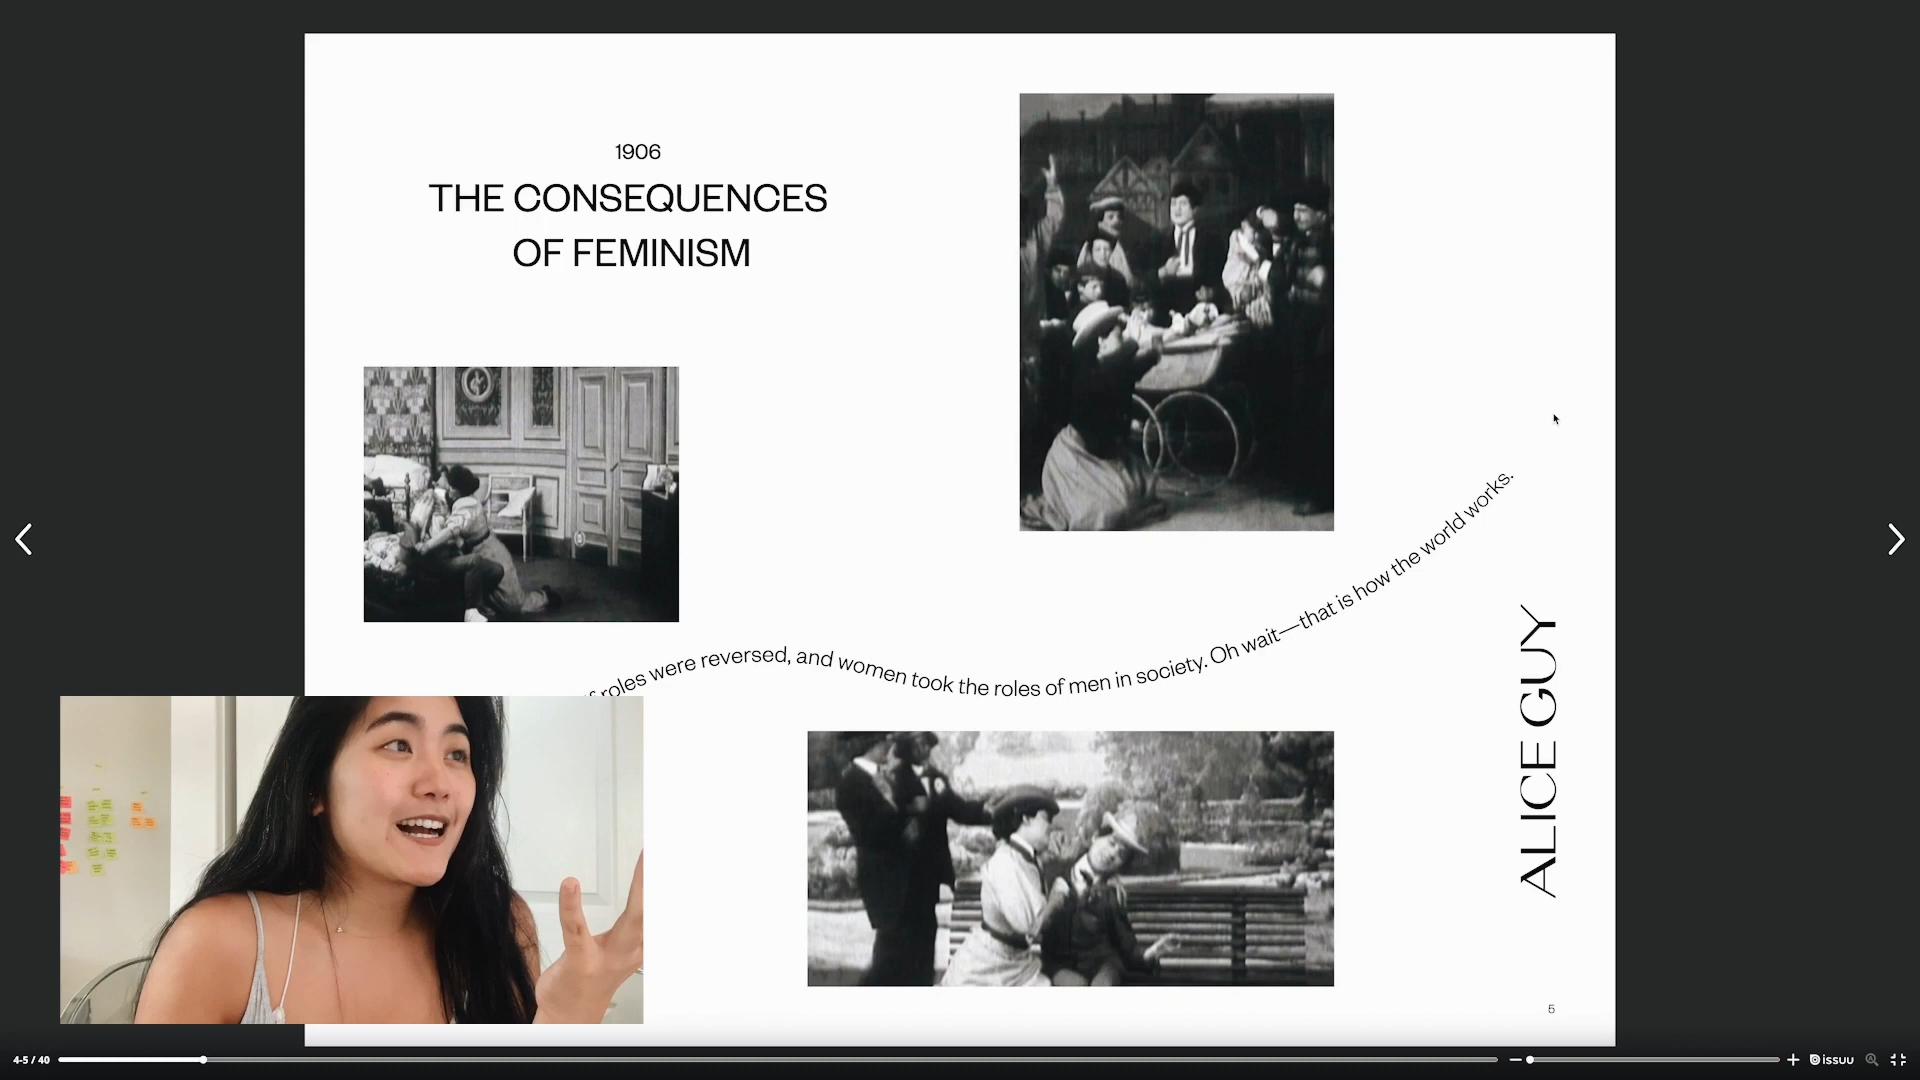 1906
THE CONSEQUENCES
OF FEMINISM
if roles were reversed, and women took the roles of men in society. Oh wait—that is how the world works.
ALICE GUY
5
4-5 / 40
issuu